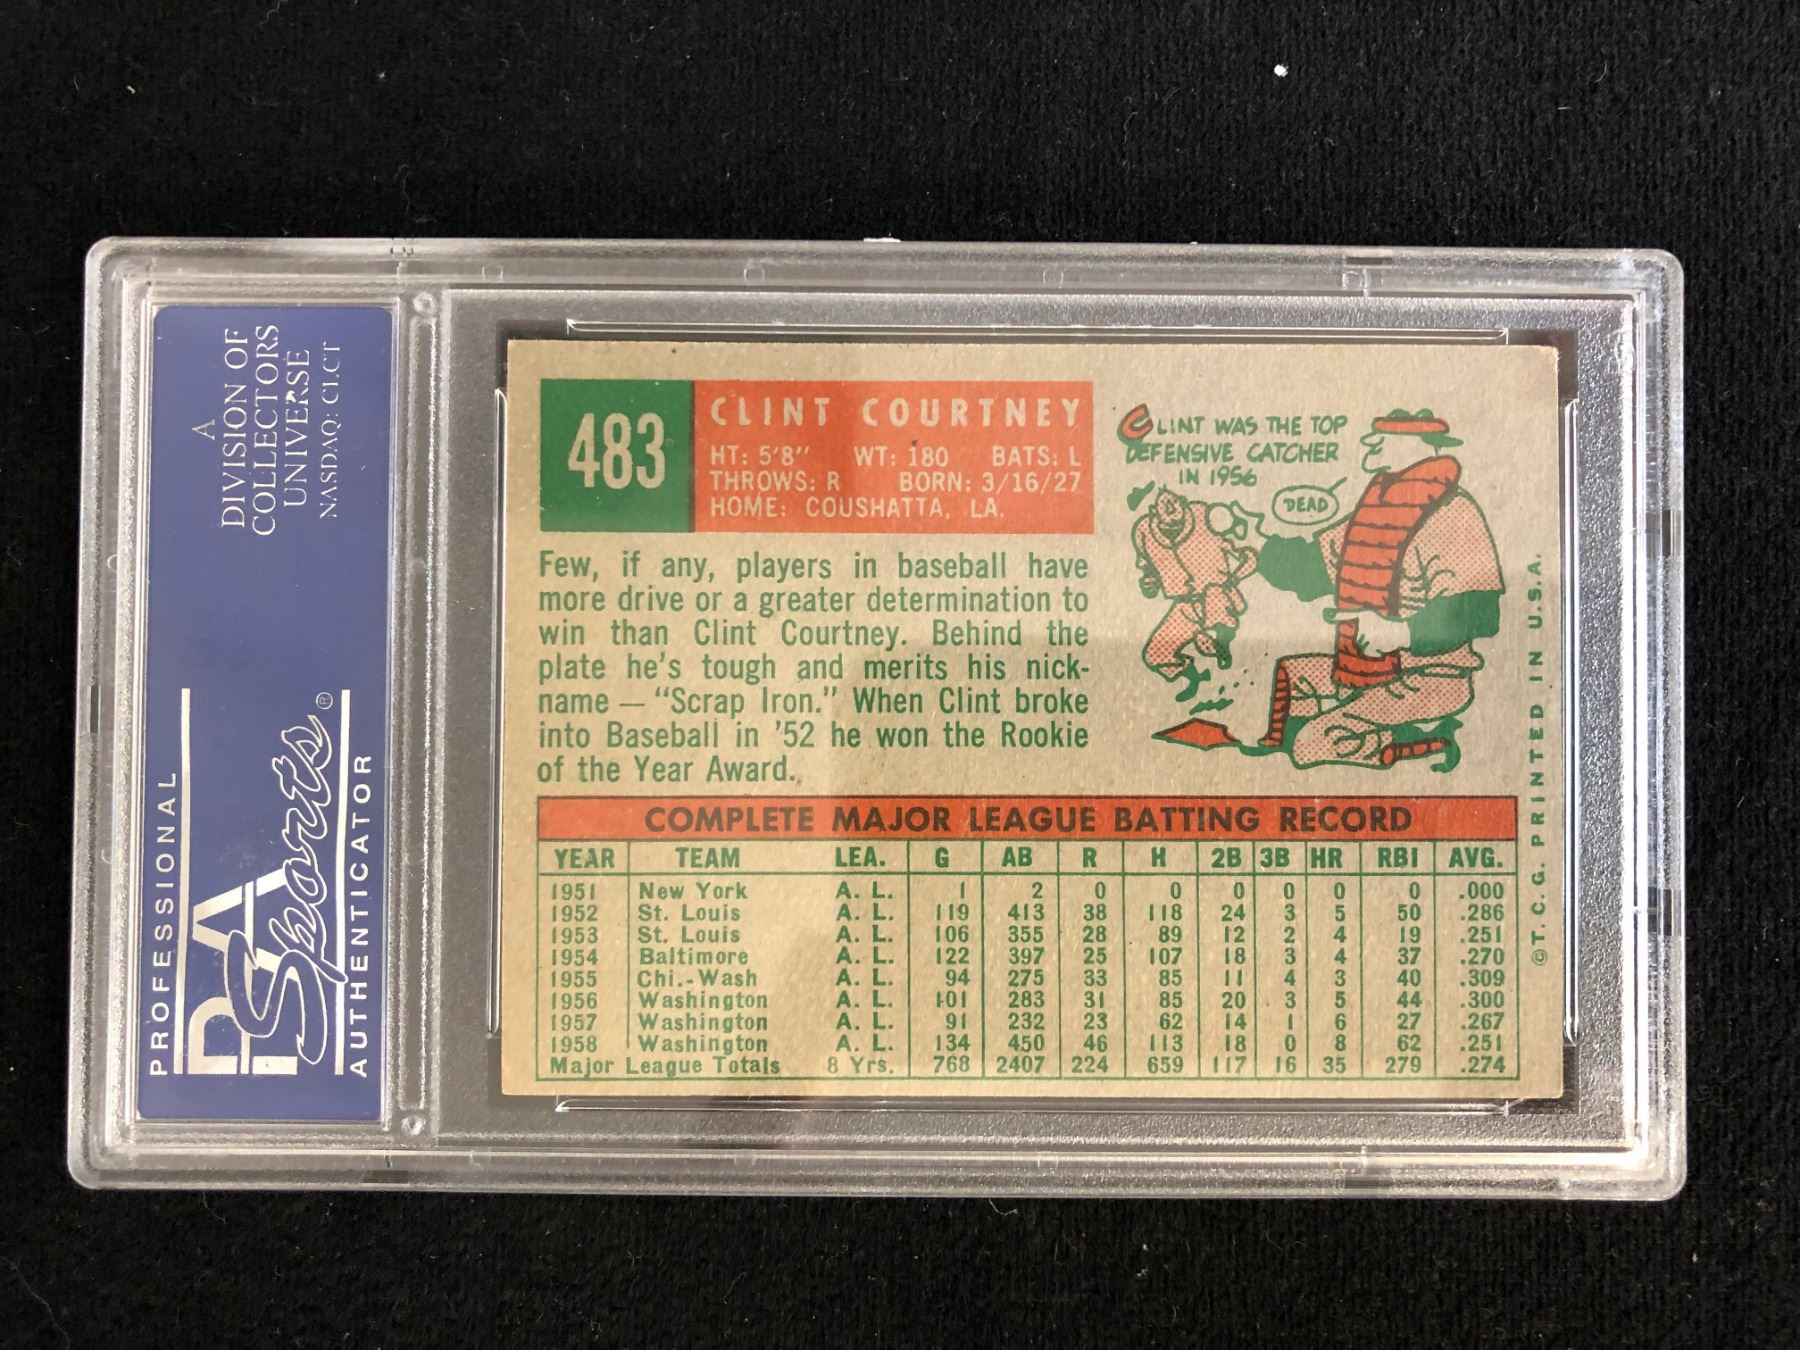 A
DIVISION OF
COLLECTORS
UNIVERSE
NASDAQ: CLCT
PROFESSIONAL
PSA
Sports®
AUTHENTICATOR
483
CLINT COURTNEY
HT: 5'8" WT: 180 BATS: L
THROWS: R BORN: 3/16/27
HOME: COUSHATTA, LA.
CLINT WAS THE TOP
DEFENSIVE CATCHER
IN 1956
DEAD
Few, if any, players in baseball have
more drive or a greater determination to
win than Clint Courtney. Behind the
plate he's tough and merits his nick-
name — "Scrap Iron." When Clint broke
into Baseball in '52 he won the Rookie
of the Year Award.
COMPLETE MAJOR LEAGUE BATTING RECORD
YEAR TEAM LEA. G AB R H 2B 3B HR RBI AVG.
1951 New York A. L. 1 2 0 0 0 0 0 0 .000
1952 St. Louis A. L. 119 413 38 118 24 3 5 50 .286
1953 St. Louis A. L. 106 355 28 89 12 2 4 19 .251
1954 Baltimore A. L. 122 397 25 107 18 3 4 37 .270
1955 Chi.-Wash A. L. 94 275 33 85 11 4 3 40 .309
1956 Washington A. L. 101 283 31 85 20 3 5 44 .300
1957 Washington A. L. 91 232 23 62 14 1 6 27 .267
1958 Washington A. L. 134 450 46 113 18 0 8 62 .251
Major League Totals 8 Yrs. 768 2407 224 659 117 16 35 279 .274
©T. C. G. PRINTED IN U. S. A.